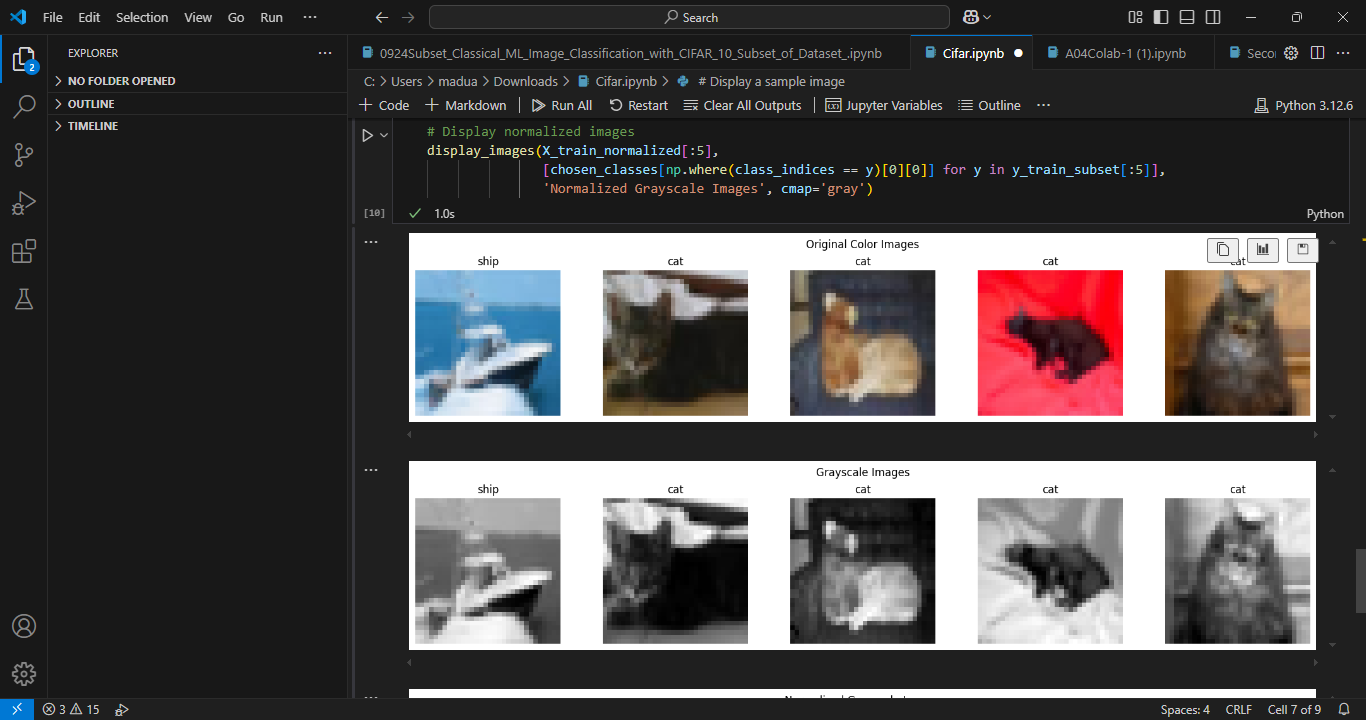 File Edit Selection View Go Run ···
Search
EXPLORER ···
2
NO FOLDER OPENED
OUTLINE
TIMELINE
0924Subset_Classical_ML_Image_Classification_with_CIFAR_10_Subset_of_Dataset_.ipynb
Cifar.ipynb
A04Colab-1 (1).ipynb
Secor
C: > Users > madua > Downloads > Cifar.ipynb > # Display a sample image
+ Code + Markdown | Run All Restart Clear All Outputs | Jupyter Variables Outline ···
Python 3.12.6
# Display normalized images
display_images(X_train_normalized[:5],
[chosen_classes[np.where(class_indices == y)[0][0]] for y in y_train_subset[:5]],
'Normalized Grayscale Images', cmap='gray')
[10] ✓ 1.0s
Python
Original Color Images
ship cat cat cat cat
Grayscale Images
ship cat cat cat cat
3 15
Spaces: 4 CRLF Cell 7 of 9